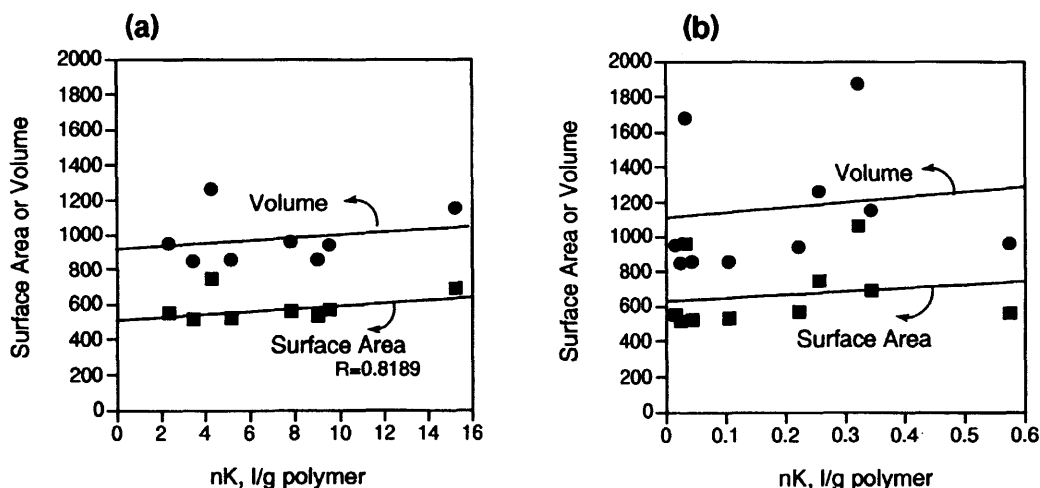 (a)
Surface Area or Volume
2000
1800
1600
1400
1200
1000
800
600
400
200
0
Volume
Surface Area
R=0.8189
0 2 4 6 8 10 12 14 16
nK, l/g polymer
(b)
Surface Area or Volume
2000
1800
1600
1400
1200
1000
800
600
400
200
0
Volume
Surface Area
0 0.1 0.2 0.3 0.4 0.5 0.6
nK, l/g polymer